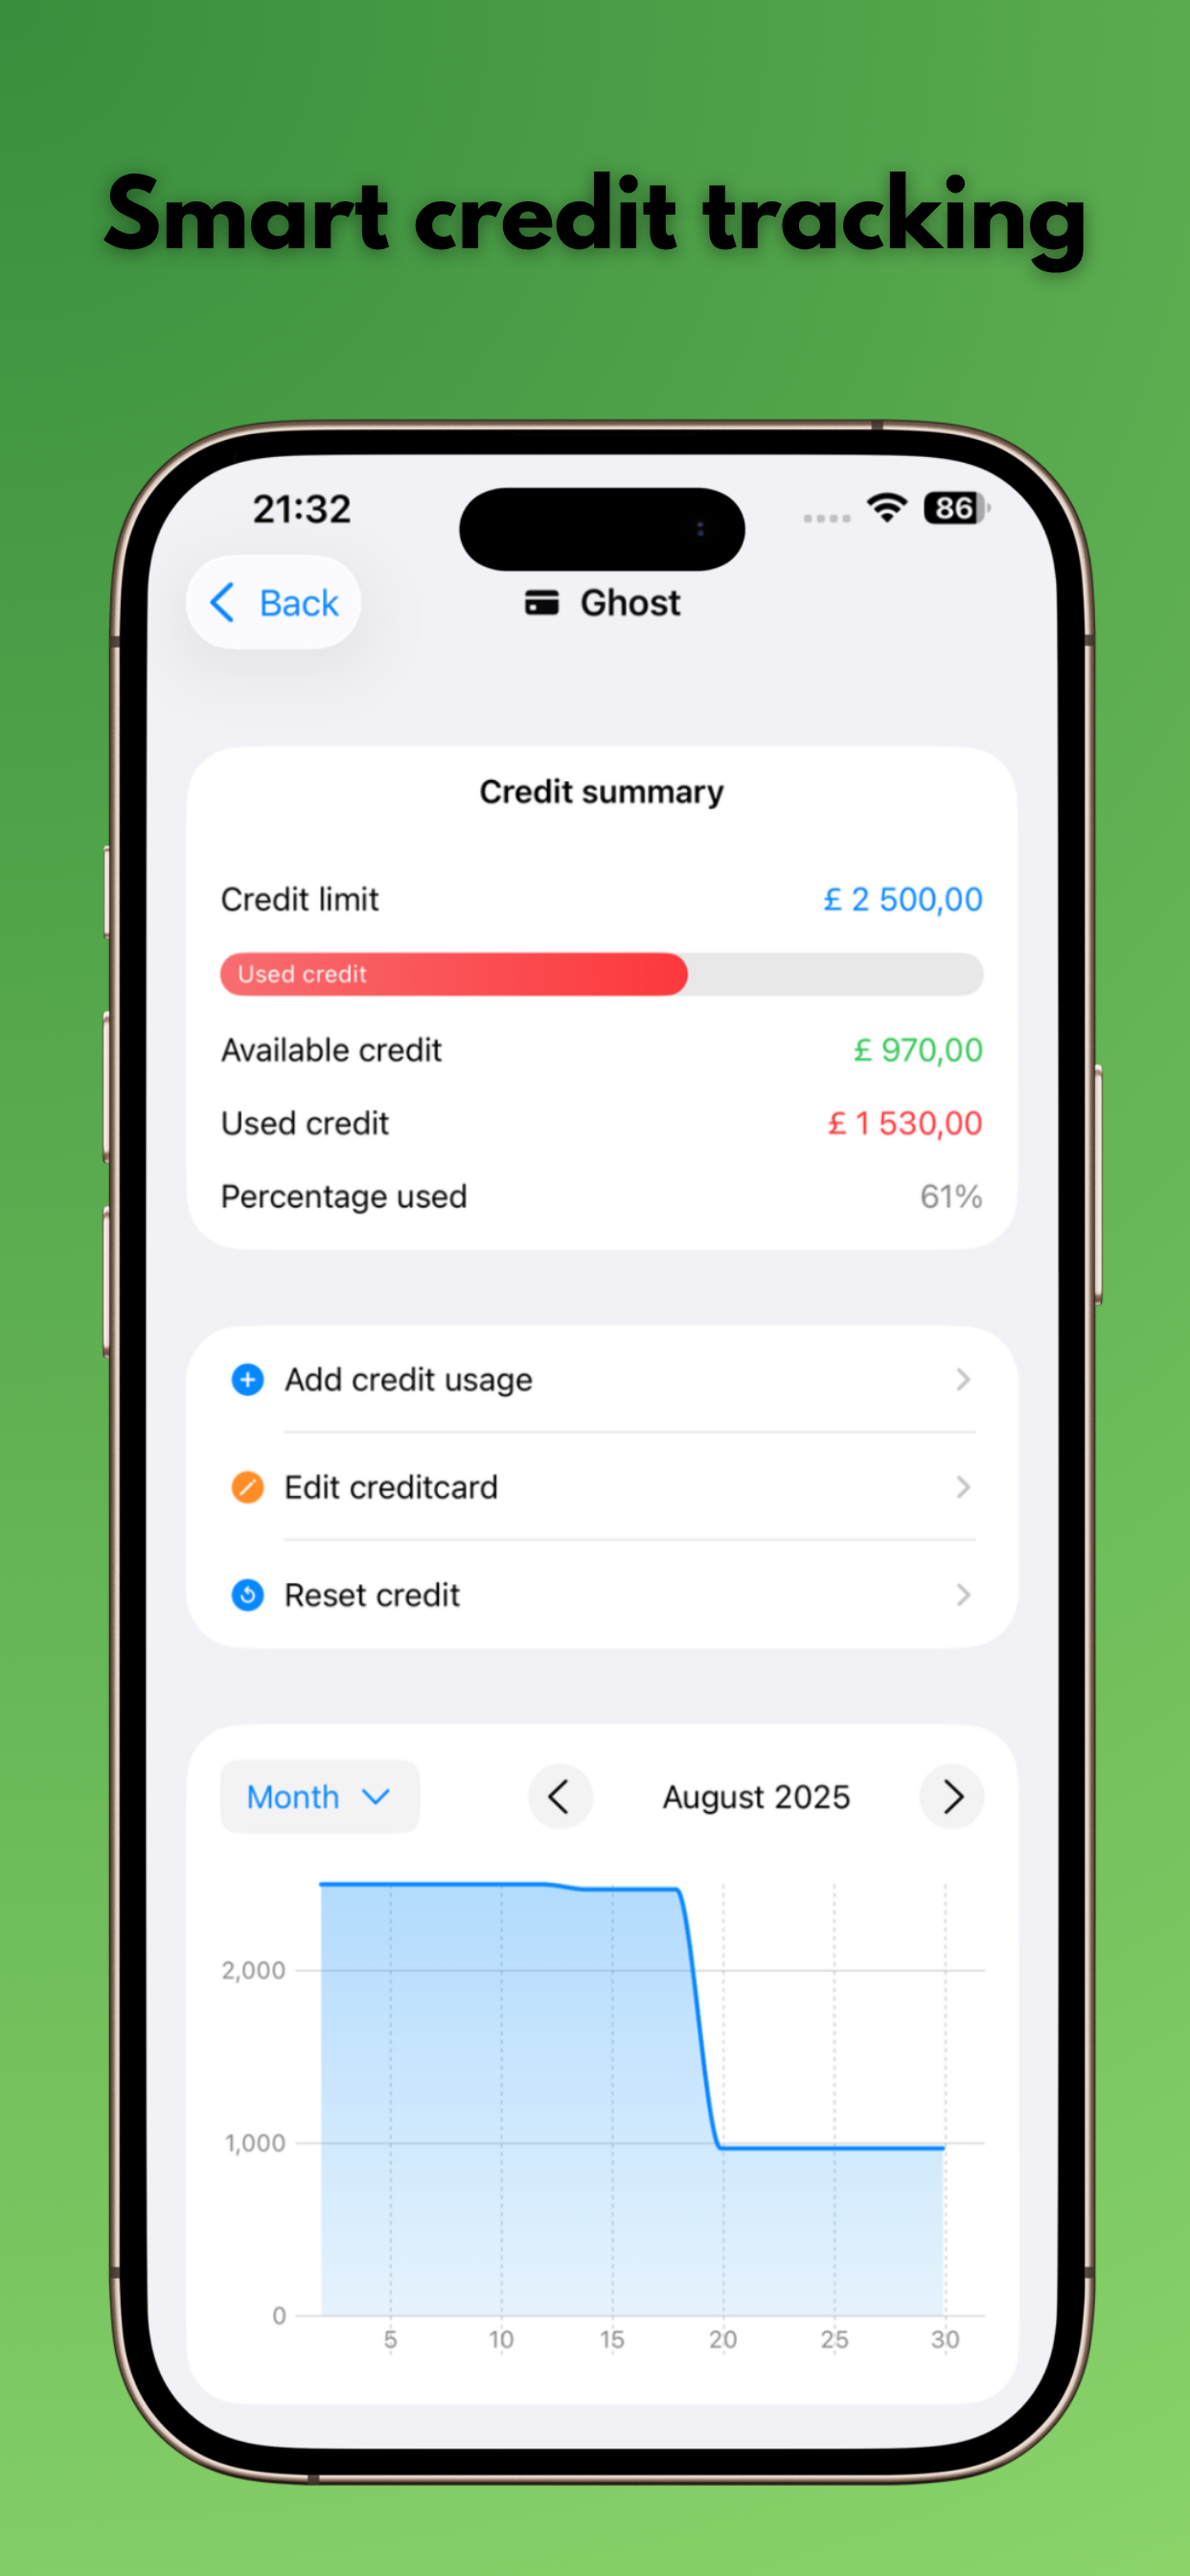 Smart credit tracking
21:32
86
Back
Ghost
Credit summary
Credit limit £ 2 500,00
Used credit
Available credit £ 970,00
Used credit £ 1 530,00
Percentage used 61%
Add credit usage
Edit creditcard
Reset credit
Month August 2025
2,000
1,000
0
5 10 15 20 25 30